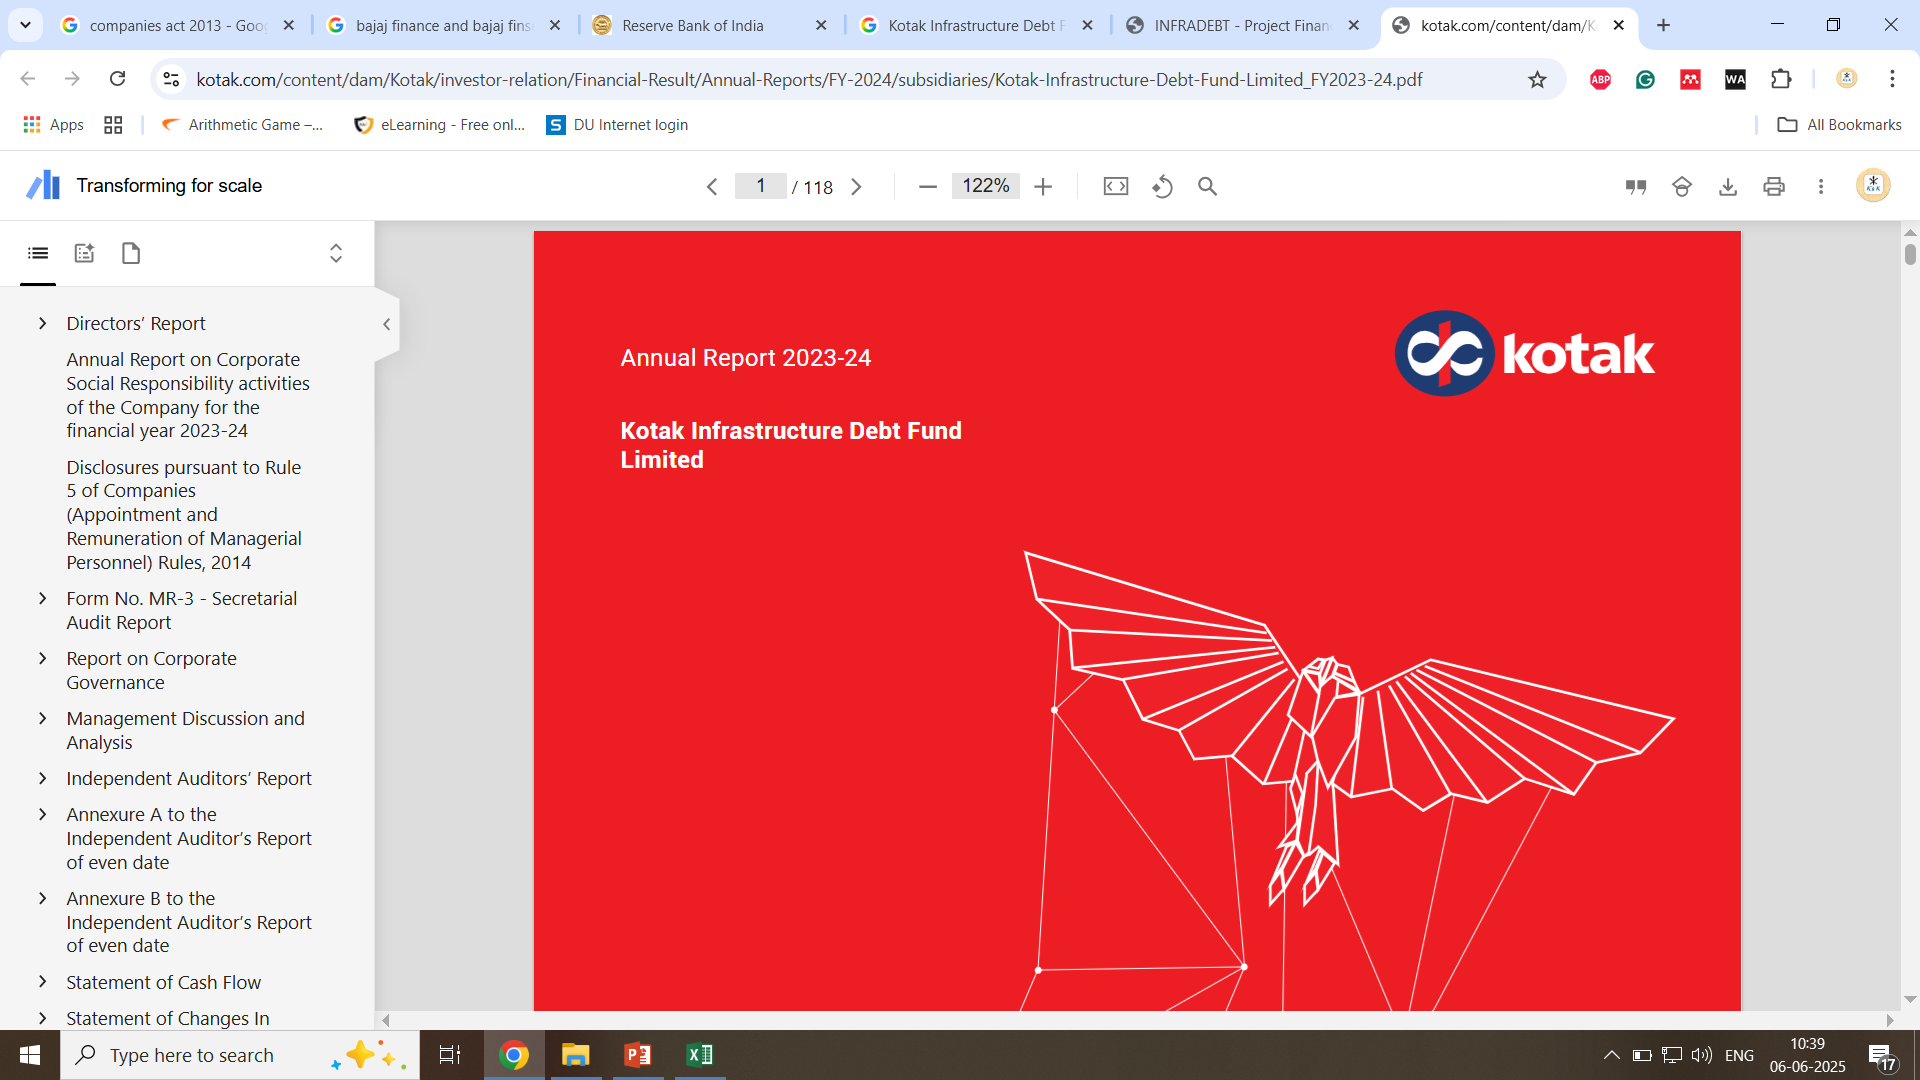 companies act 2013 - Goo
bajaj finance and bajaj fins
Reserve Bank of India
Kotak Infrastructure Debt F
INFRADEBT - Project Finan
kotak.com/content/dam/K
kotak.com/content/dam/Kotak/investor-relation/Financial-Result/Annual-Reports/FY-2024/subsidiaries/Kotak-Infrastructure-Debt-Fund-Limited_FY2023-24.pdf
ABP
WA
Apps
Arithmetic Game –...
eLearning - Free onl...
S
DU Internet login
All Bookmarks
Transforming for scale
1 / 118
122%
Directors' Report
Annual Report on Corporate
Social Responsibility activities
of the Company for the
financial year 2023-24
Disclosures pursuant to Rule
5 of Companies
(Appointment and
Remuneration of Managerial
Personnel) Rules, 2014
Form No. MR-3 - Secretarial
Audit Report
Report on Corporate
Governance
Management Discussion and
Analysis
Independent Auditors' Report
Annexure A to the
Independent Auditor's Report
of even date
Annexure B to the
Independent Auditor's Report
of even date
Statement of Cash Flow
Statement of Changes In
Annual Report 2023-24
kotak
Kotak Infrastructure Debt Fund
Limited
Type here to search
ENG
10:39
06-06-2025
17